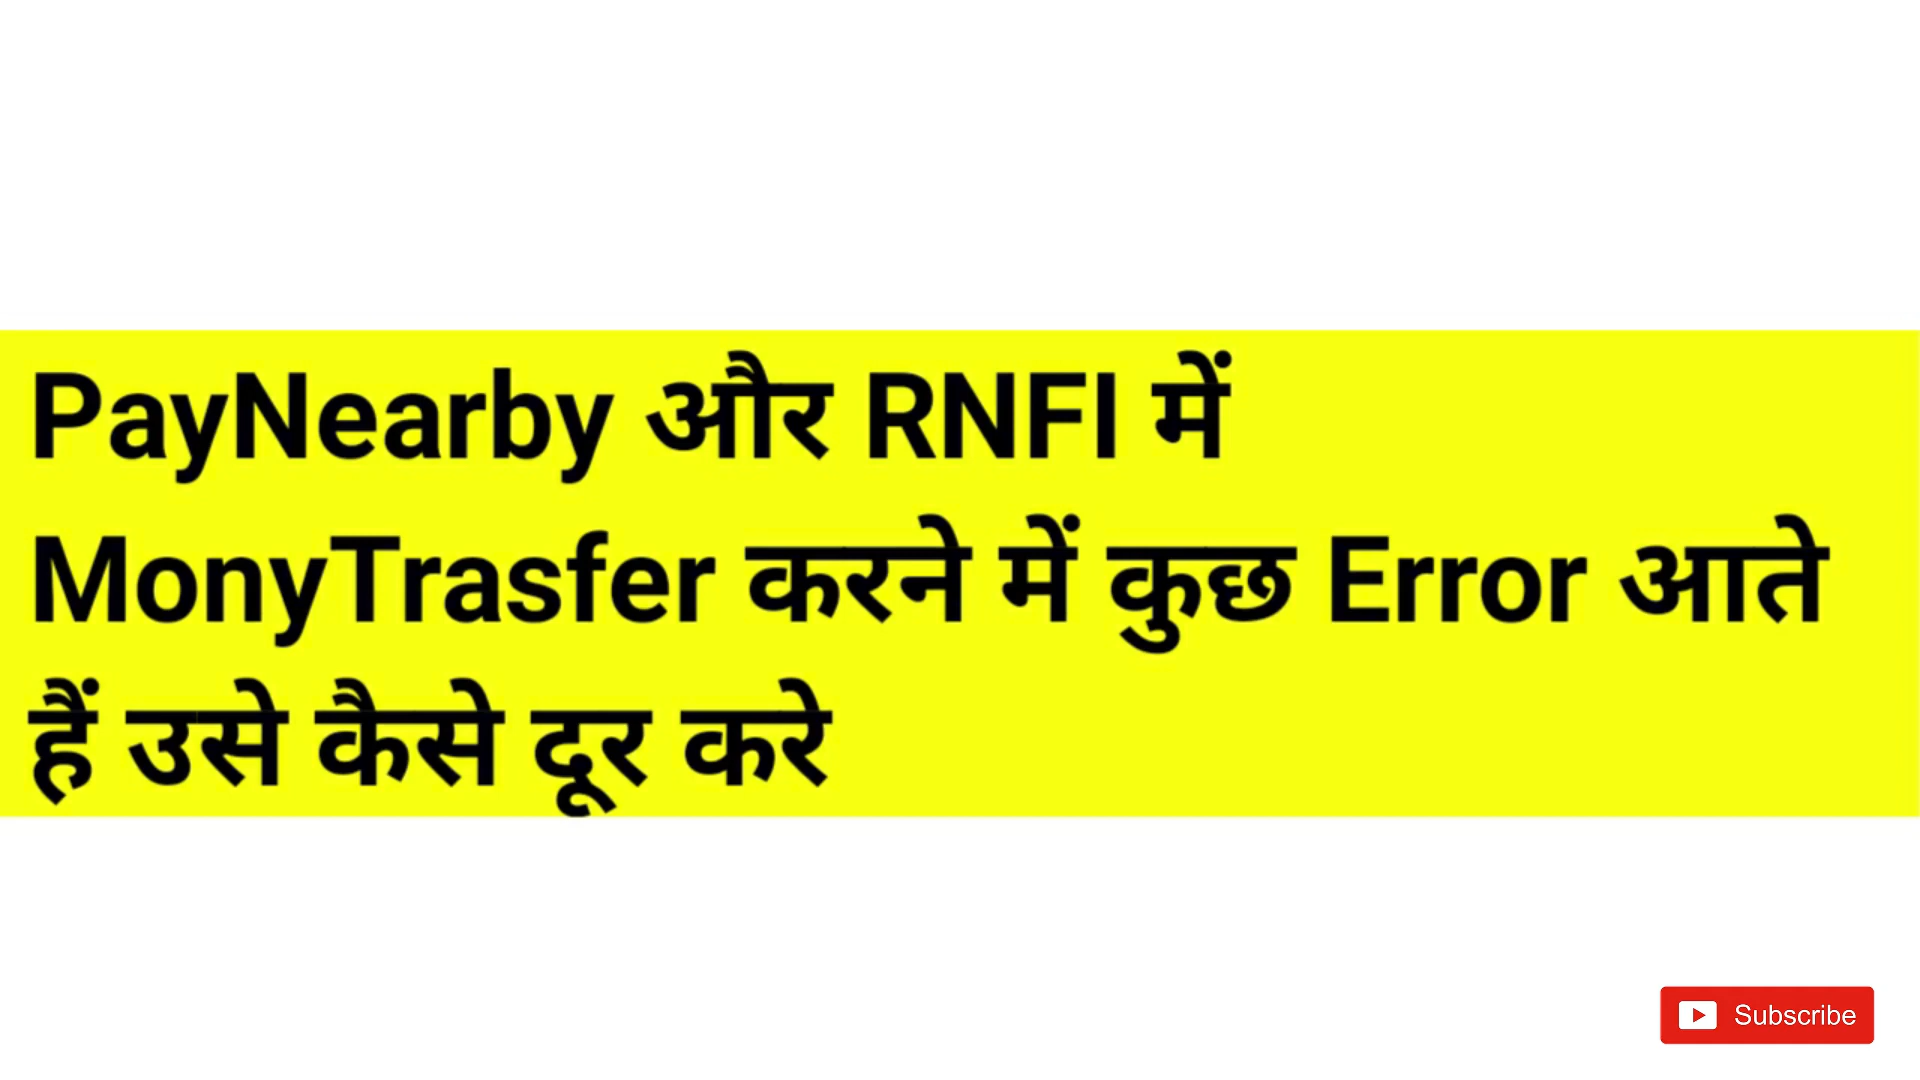 PayNearby और RNFI में
MonyTrasfer करने में कुछ Error आते
हैं उसे कैसे दूर करे
Subscribe